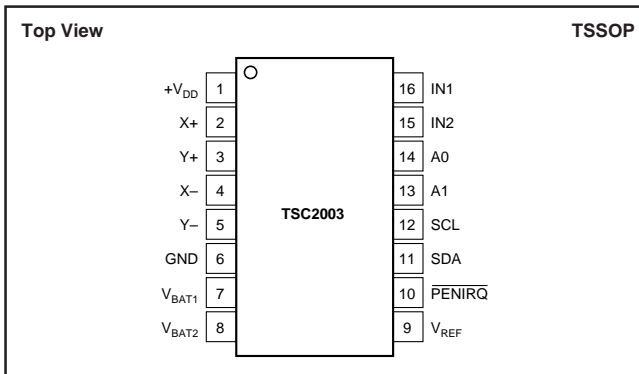 Top View TSSOP
+VDD 1 16 IN1
X+ 2 15 IN2
Y+ 3 14 A0
X– 4 13 A1
TSC2003
Y– 5 12 SCL
GND 6 11 SDA
VBAT1 7 10 PENIRQ
VBAT2 8 9 VREF